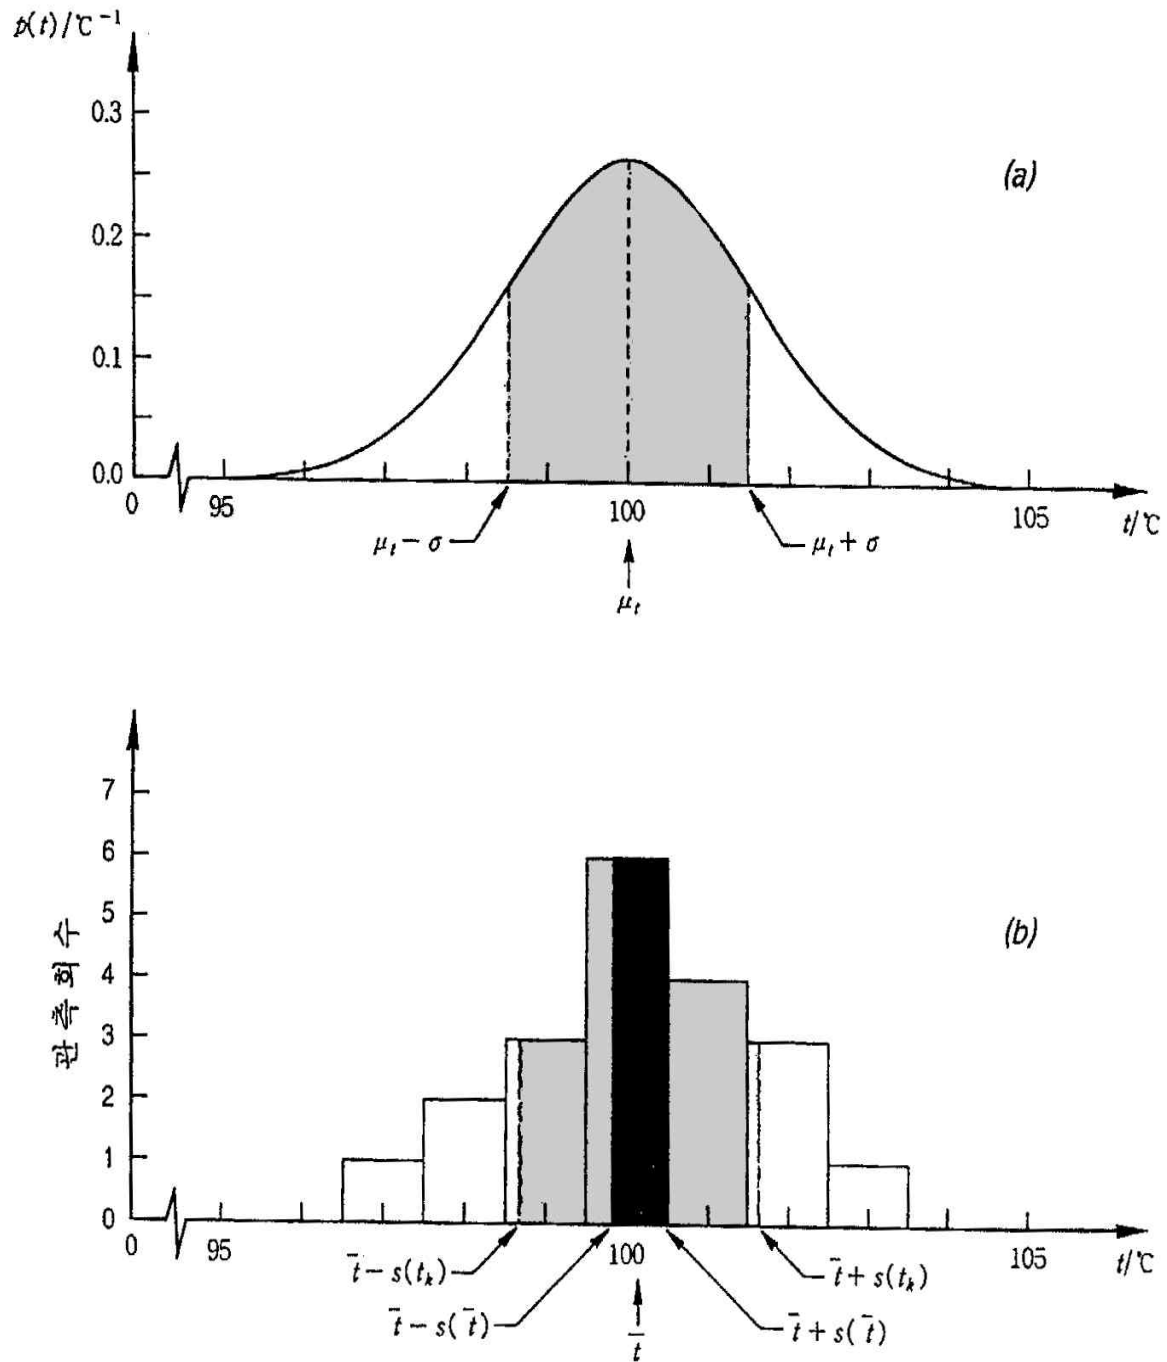 p(t)/℃⁻¹
0.3
(a)
0.2
0.1
0.0
0 95 100 105 t/℃
μₜ − σ μₜ + σ
μₜ
7
6
5
(b)
4
3
2
1
0
관측회수
0 95 100 105 t/℃
t̄ − s(tₖ) t̄ + s(tₖ)
t̄ − s(t̄) t̄ + s(t̄)
t̄